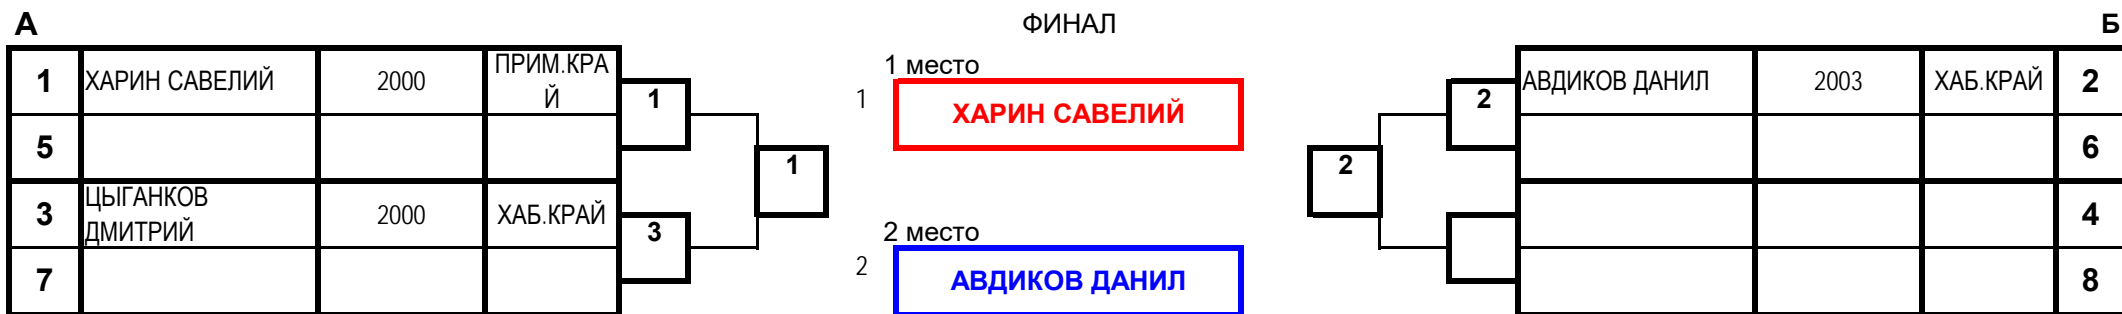 А
ФИНАЛ
Б
1 ХАРИН САВЕЛИЙ 2000 ПРИМ.КРА
Й
5
3 ЦЫГАНКОВ
ДМИТРИЙ 2000 ХАБ.КРАЙ
7
1
3
1
1 место
1 ХАРИН САВЕЛИЙ
2 место
2 АВДИКОВ ДАНИЛ
2
2
АВДИКОВ ДАНИЛ 2003 ХАБ.КРАЙ 2
6
4
8